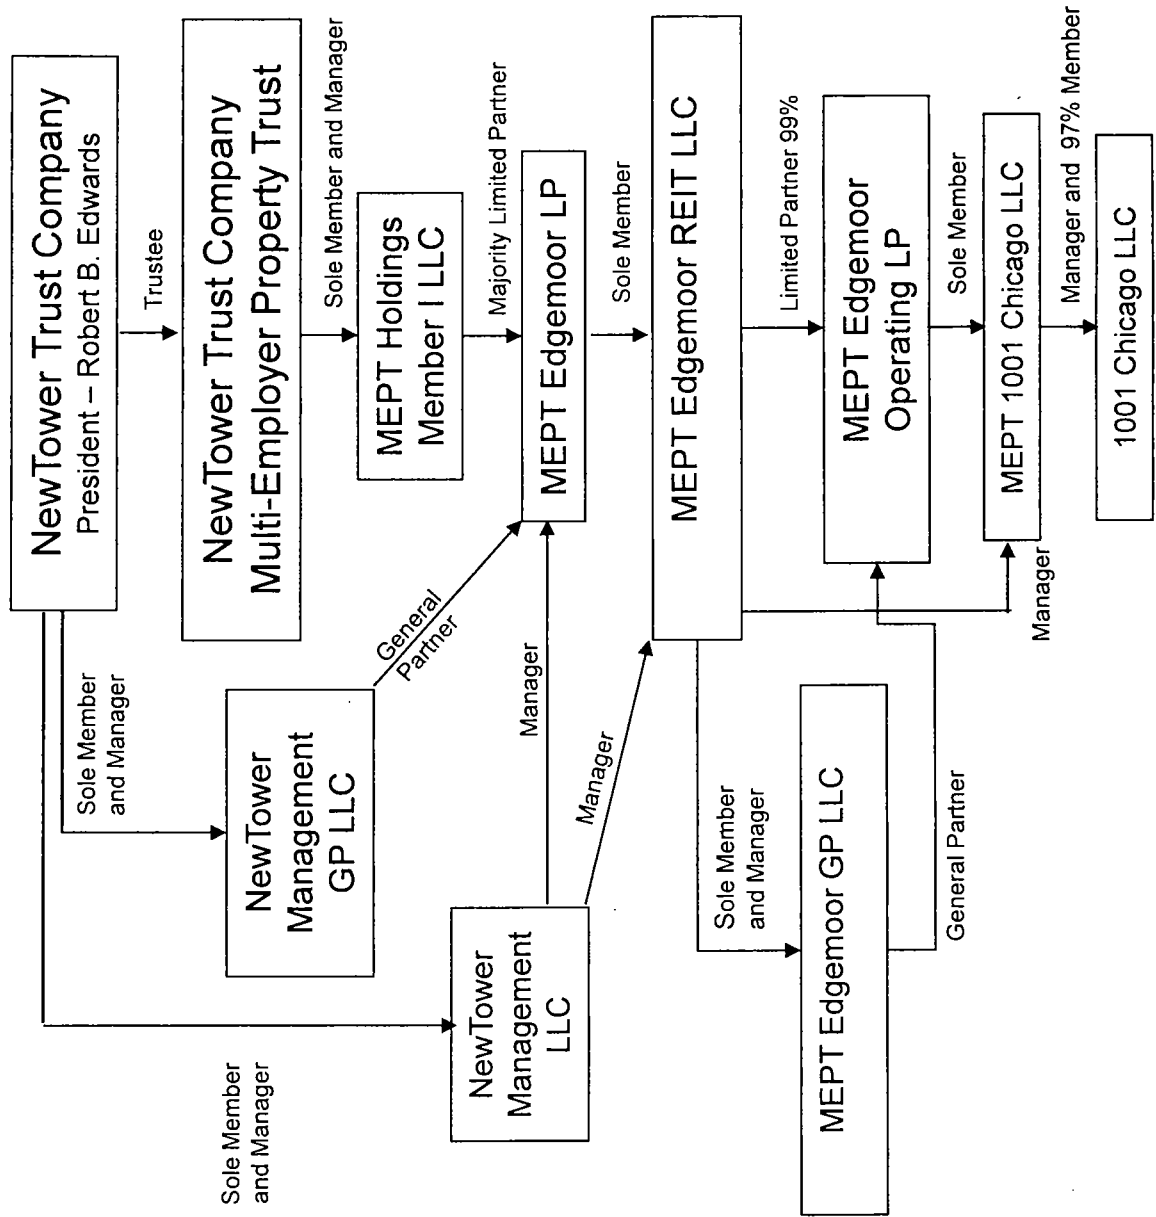 NewTower Trust Company
President – Robert B. Edwards
Trustee
NewTower Trust Company
Multi-Employer Property Trust
Sole Member and Manager
MEPT Holdings
Member I LLC
Majority Limited Partner
MEPT Edgemoor LP
Sole Member
MEPT Edgemoor REIT LLC
Limited Partner 99%
MEPT Edgemoor
Operating LP
Sole Member
MEPT 1001 Chicago LLC
Manager and 97% Member
1001 Chicago LLC
Sole Member
and Manager
NewTower
Management
GP LLC
General
Partner
Manager
Manager
Sole Member
and Manager
NewTower
Management
LLC
Sole Member
and Manager
MEPT Edgemoor GP LLC
General Partner
Manager